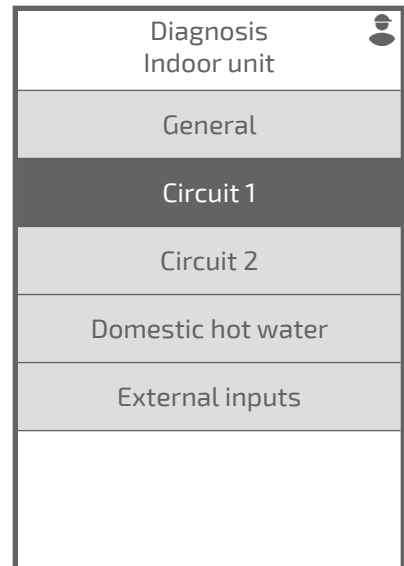 Diagnosis
Indoor unit
General
Circuit 1
Circuit 2
Domestic hot water
External inputs